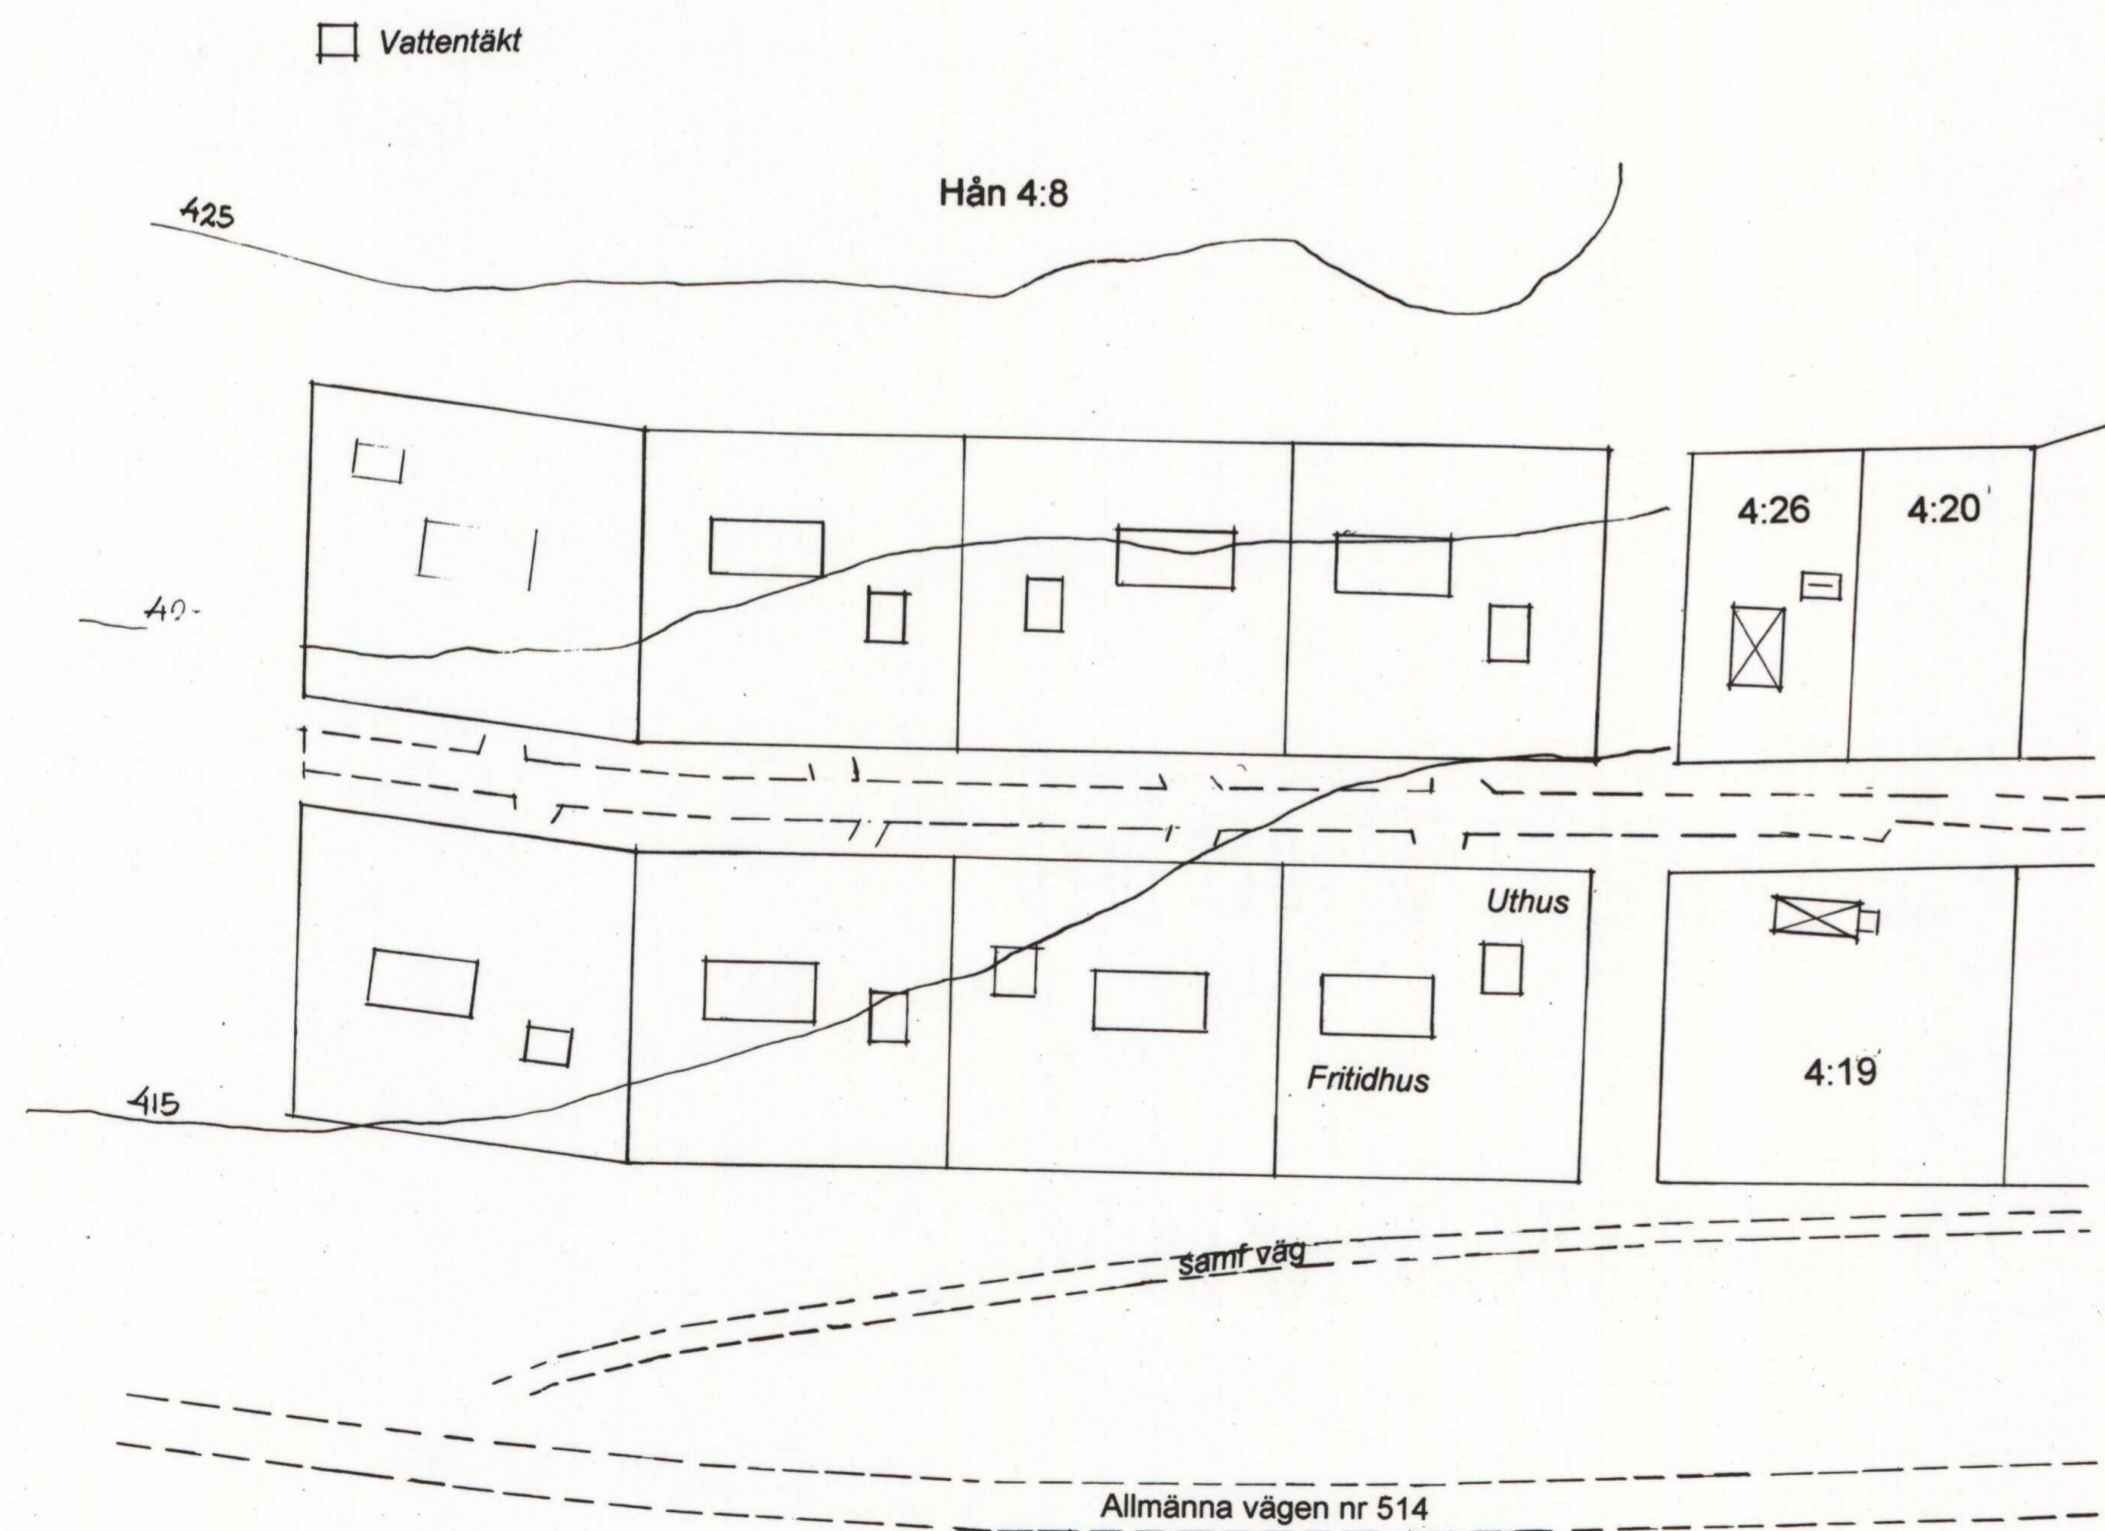 Vattentäkt
Hån 4:8
425
4:26
4:20
Uthus
Fritidhus
4:19
415
samf väg
Allmänna vägen nr 514